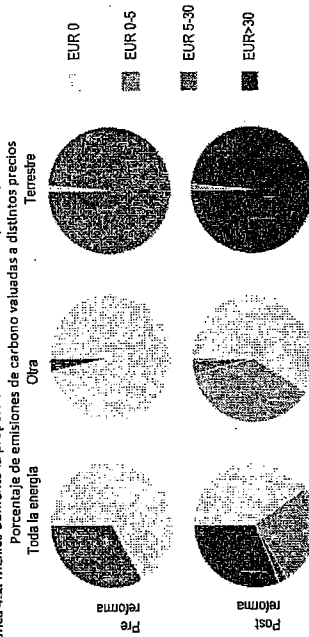 Porcentaje de emisiones de carbono valuadas a distintos precios
Toda la energía
Otra
Terrestre
Pre
reforma
Post
reforma
EUR 0
EUR 0-5
EUR 5-30
EUR>30